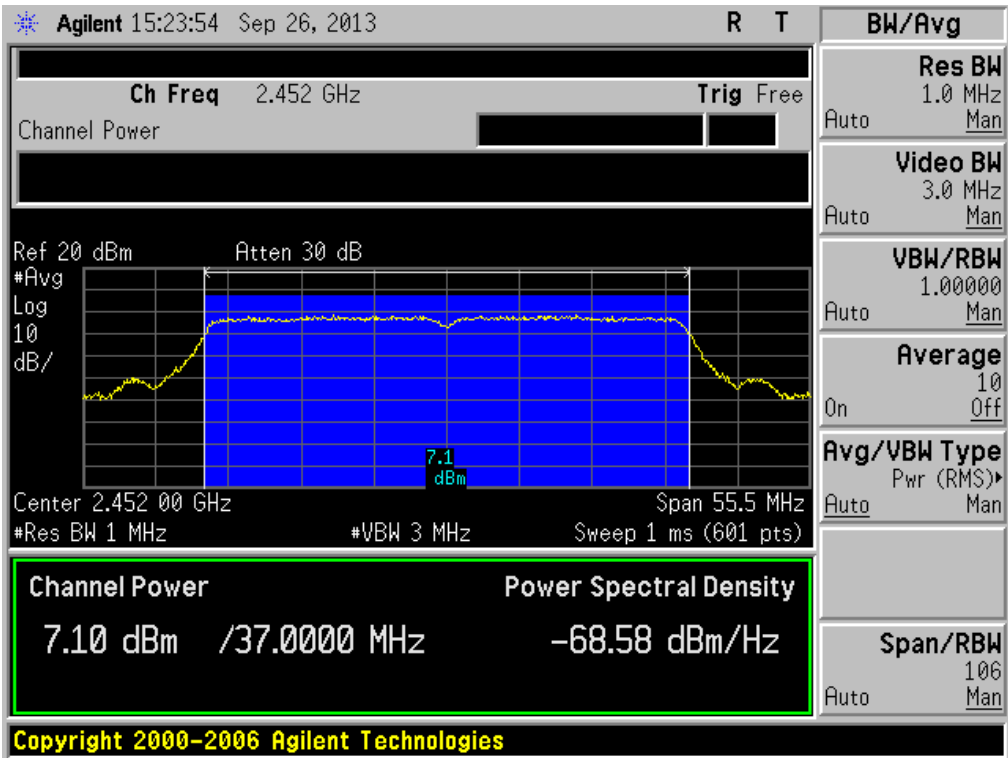 Agilent 15:23:54 Sep 26, 2013 R T
Ch Freq 2.452 GHz Trig Free
Channel Power
Ref 20 dBm Atten 30 dB
#Avg
Log
10
dB/
7.1
dBm
Center 2.452 00 GHz Span 55.5 MHz
#Res BW 1 MHz #VBW 3 MHz Sweep 1 ms (601 pts)
Channel Power Power Spectral Density
7.10 dBm /37.0000 MHz -68.58 dBm/Hz
Copyright 2000-2006 Agilent Technologies
BW/Avg
Res BW
1.0 MHz
Auto Man
Video BW
3.0 MHz
Auto Man
VBW/RBW
1.00000
Auto Man
Average
10
On Off
Avg/VBW Type
Pwr (RMS)▸
Auto Man
Span/RBW
106
Auto Man